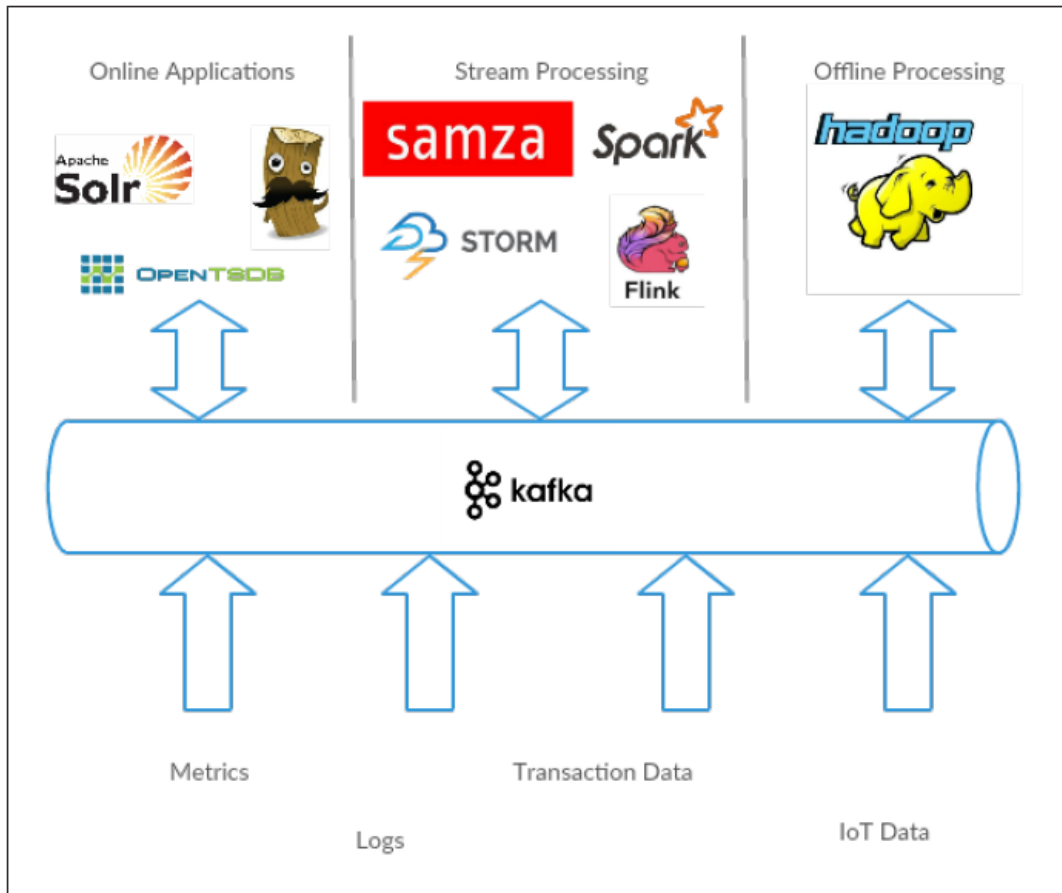 Online Applications
Stream Processing
Offline Processing
Apache
Solr
samza
Spark
hadoop
STORM
Flink
OPENTSDB
kafka
Metrics
Transaction Data
Logs
IoT Data